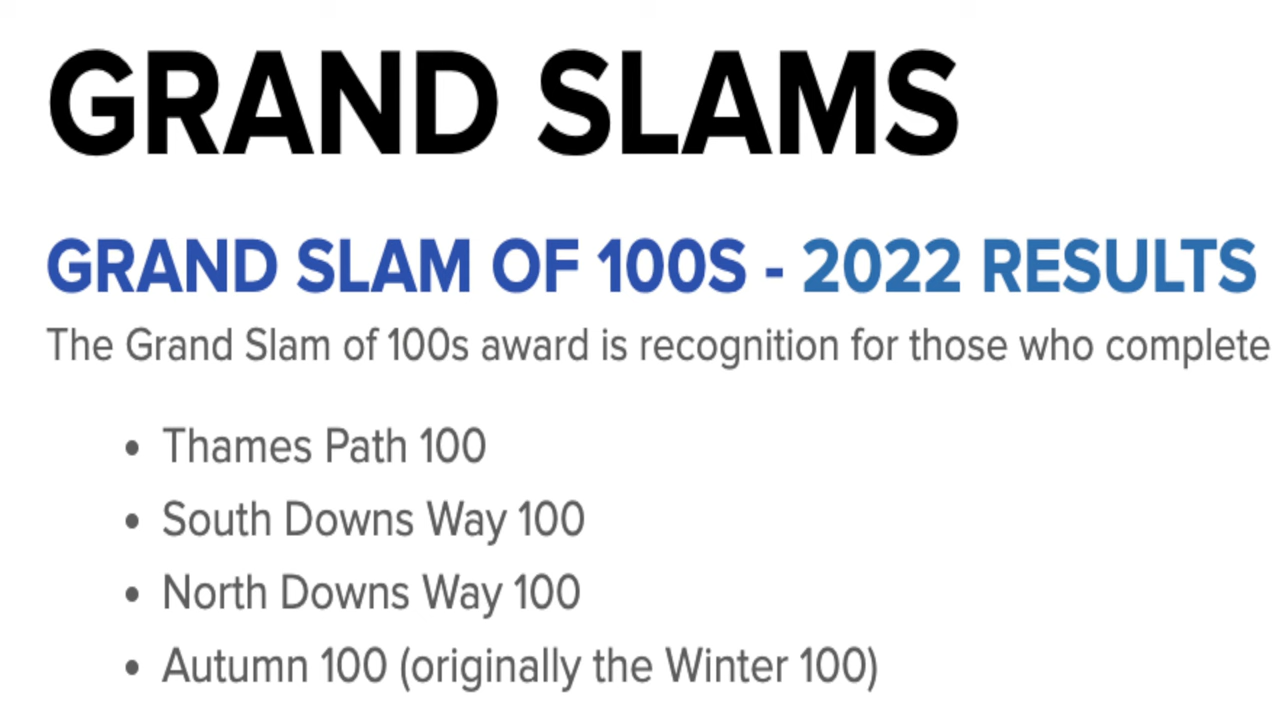 GRAND SLAMS
GRAND SLAM OF 100S - 2022 RESULTS
The Grand Slam of 100s award is recognition for those who complete
• Thames Path 100
• South Downs Way 100
• North Downs Way 100
• Autumn 100 (originally the Winter 100)